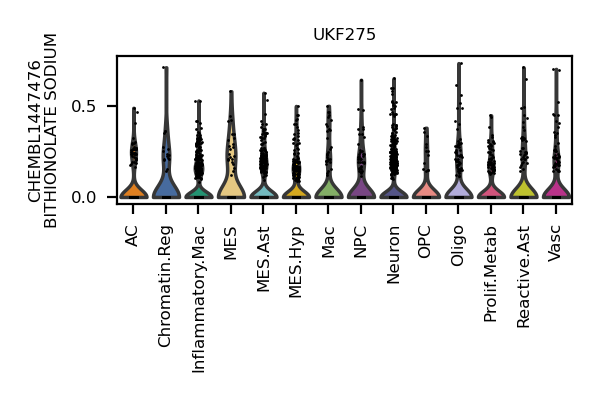 UKF275
CHEMBL1447476
BITHIONOLATE SODIUM
0.5
0.0
AC
Chromatin.Reg
Inflammatory.Mac
MES
MES.Ast
MES.Hyp
Mac
NPC
Neuron
OPC
Oligo
Prolif.Metab
Reactive.Ast
Vasc